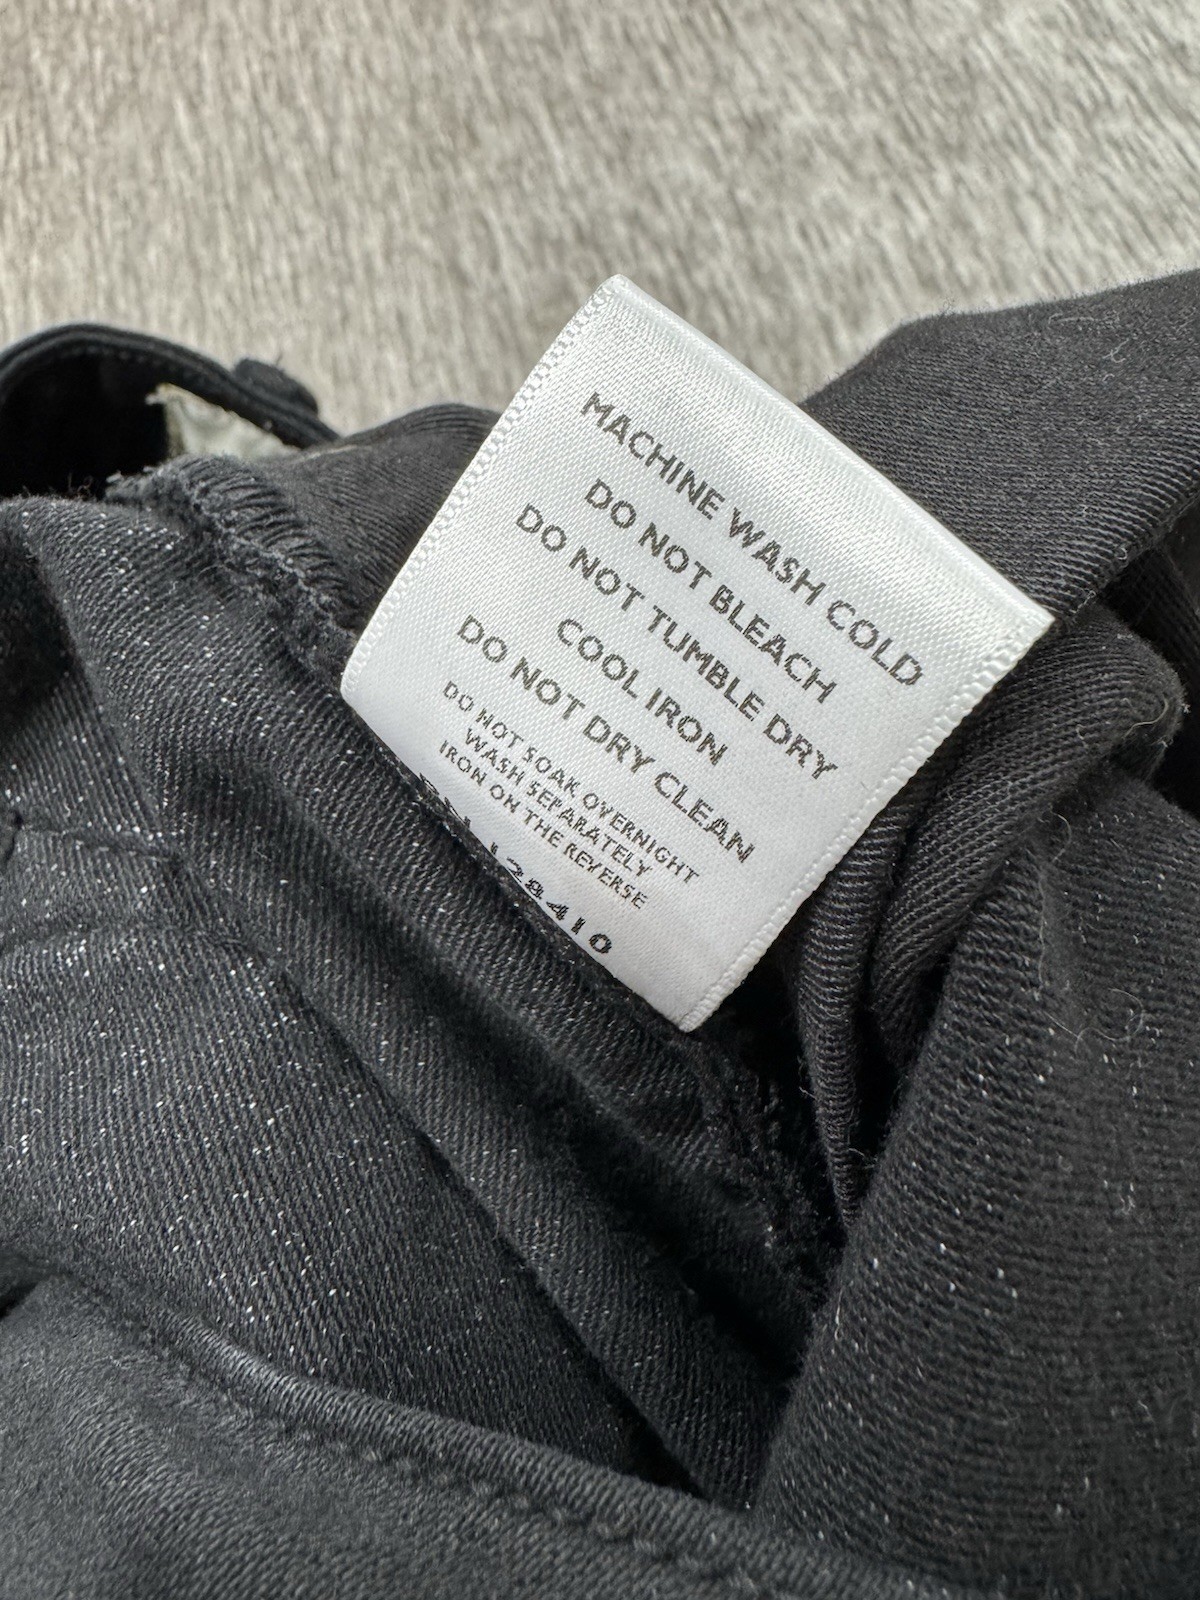 MACHINE WASH COLD
DO NOT BLEACH
DO NOT TUMBLE DRY
COOL IRON
DO NOT DRY CLEAN
DO NOT SOAK OVERNIGHT
WASH SEPARATELY
IRON ON THE REVERSE
128410